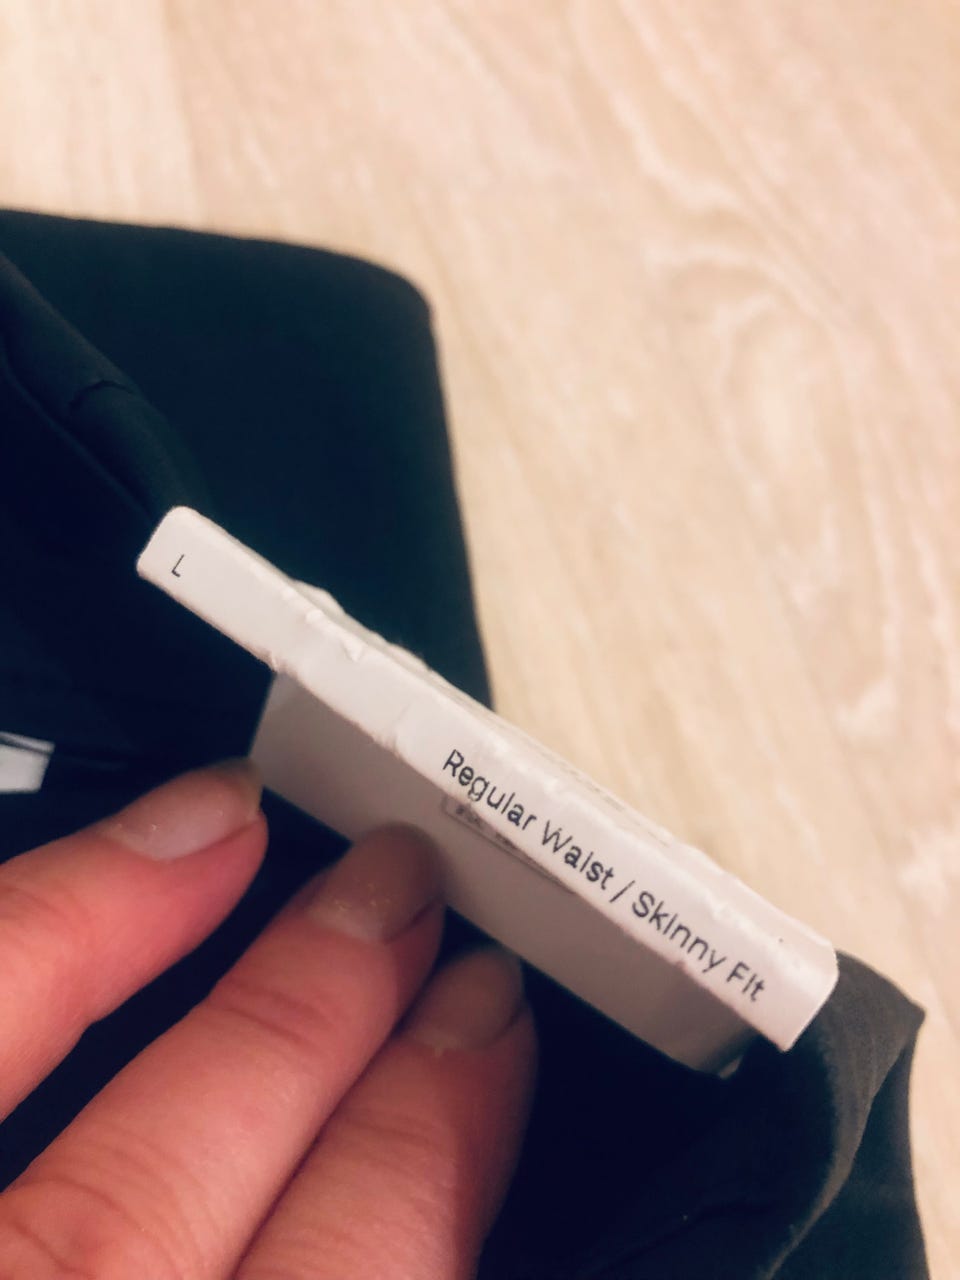 L
Regular Waist / Skinny Fit